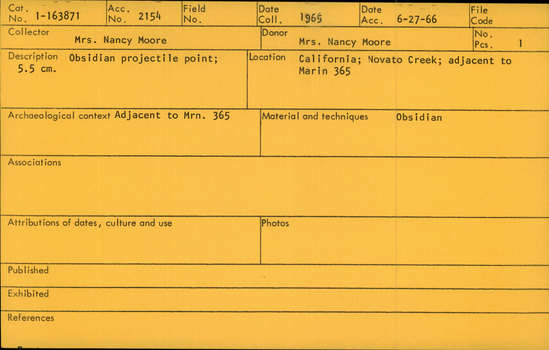 Cat. No. 1-163871 Acc. No. 2154 Field No. Date Coll. 1965 Date Acc. 6-27-66 File Code
Collector Mrs. Nancy Moore Donor Mrs. Nancy Moore No. Pcs. 1
Description Obsidian projectile point; 5.5 cm.
Location California; Novato Creek; adjacent to Marin 365
Archaeological context Adjacent to Mrn. 365 Material and techniques Obsidian
Associations
Attributions of dates, culture and use Photos
Published
Exhibited
References